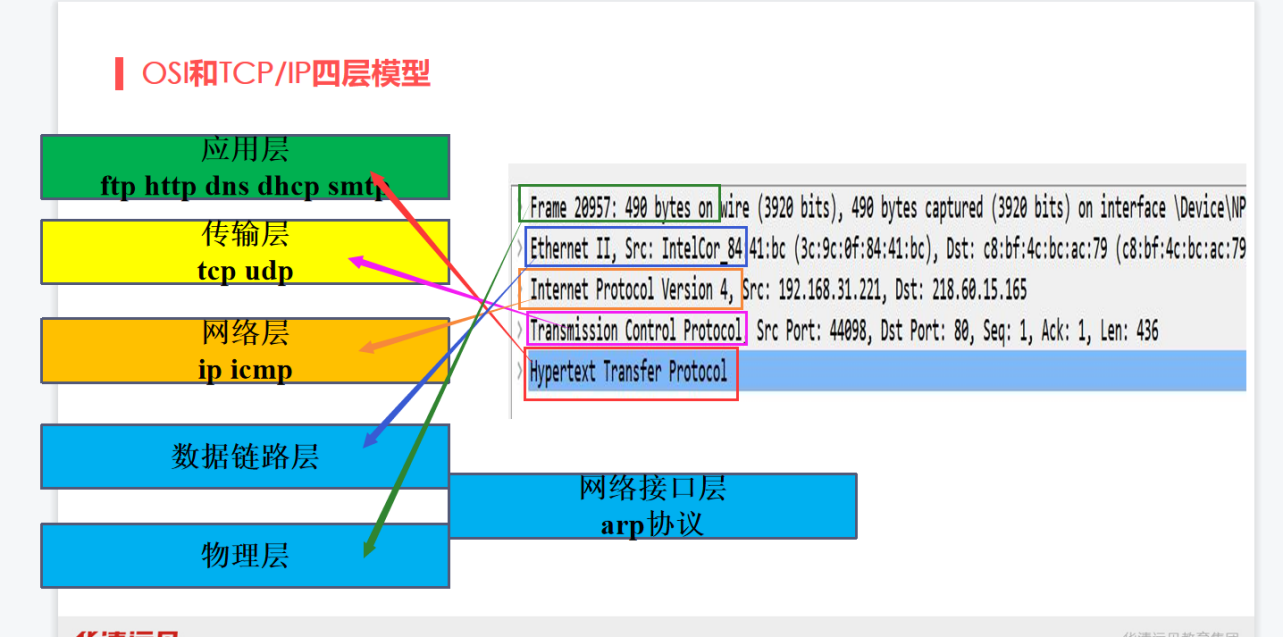 OSI和TCP/IP四层模型
应用层
ftp http dns dhcp smtp
传输层
tcp udp
网络层
ip icmp
数据链路层
物理层
网络接口层
arp协议
Frame 20957: 490 bytes on wire (3920 bits), 490 bytes captured (3920 bits) on interface \Device\NP
Ethernet II, Src: IntelCor_84:41:bc (3c:9c:0f:84:41:bc), Dst: c8:bf:4c:bc:ac:79 (c8:bf:4c:bc:ac:79
Internet Protocol Version 4, Src: 192.168.31.221, Dst: 218.60.15.165
Transmission Control Protocol, Src Port: 44098, Dst Port: 80, Seq: 1, Ack: 1, Len: 436
Hypertext Transfer Protocol